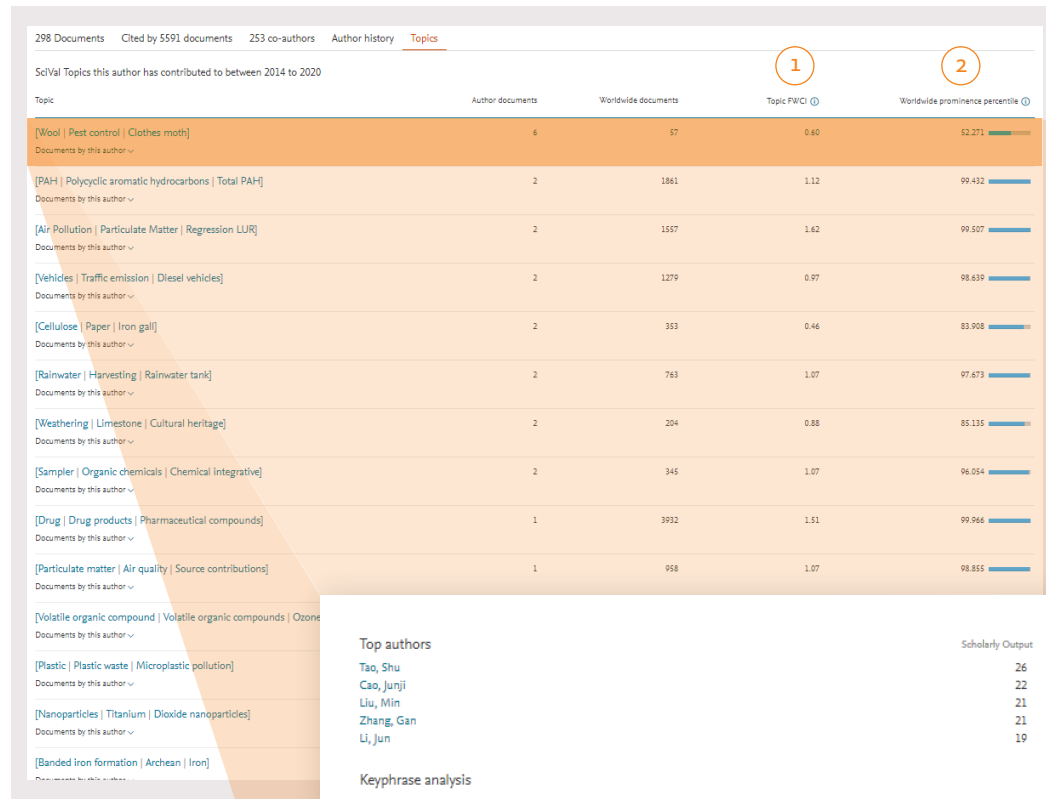 298 Documents Cited by 5591 documents 253 co-authors Author history Topics
SciVal Topics this author has contributed to between 2014 to 2020
1 2
Topic Author documents Worldwide documents Topic FWCI Worldwide prominence percentile
[Wool | Pest control | Clothes moth] 6 57 0.60 52.271
Documents by this author
[PAH | Polycyclic aromatic hydrocarbons | Total PAH] 2 1861 1.12 99.432
Documents by this author
[Air Pollution | Particulate Matter | Regression LUR] 2 1557 1.62 99.507
Documents by this author
[Vehicles | Traffic emission | Diesel vehicles] 2 1279 0.97 98.639
Documents by this author
[Cellulose | Paper | Iron gall] 2 353 0.46 83.908
Documents by this author
[Rainwater | Harvesting | Rainwater tank] 2 763 1.07 97.673
Documents by this author
[Weathering | Limestone | Cultural heritage] 2 204 0.88 85.135
Documents by this author
[Sampler | Organic chemicals | Chemical integrative] 2 345 1.07 96.054
Documents by this author
[Drug | Drug products | Pharmaceutical compounds] 1 3932 1.51 99.966
Documents by this author
[Particulate matter | Air quality | Source contributions] 1 958 1.07 98.855
Documents by this author
[Volatile organic compound | Volatile organic compounds | Ozone
Documents by this author
[Plastic | Plastic waste | Microplastic pollution]
Documents by this author
[Nanoparticles | Titanium | Dioxide nanoparticles]
Documents by this author
[Banded iron formation | Archean | Iron]
Documents by this author
Top authors Scholarly Output
Tao, Shu 26
Cao, Junji 22
Liu, Min 21
Zhang, Gan 21
Li, Jun 19
Keyphrase analysis